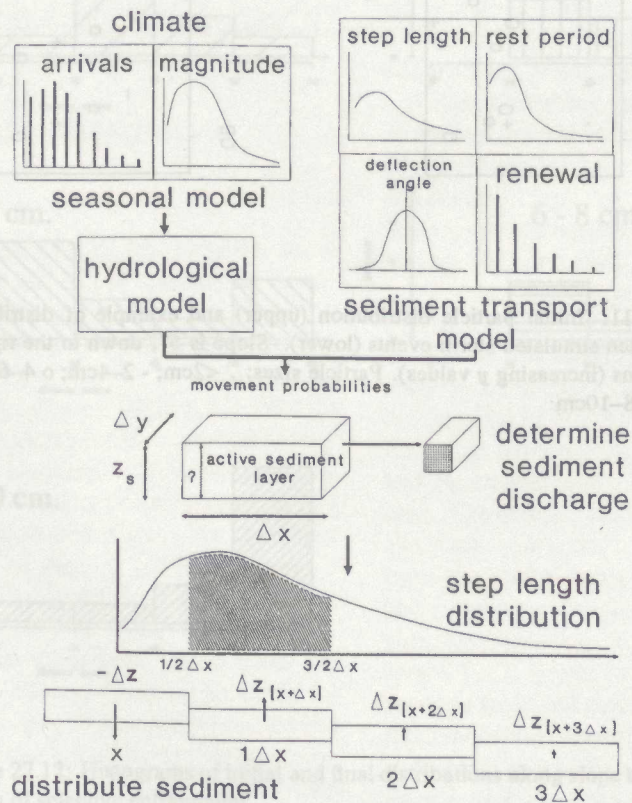 climate
arrivals
magnitude
seasonal model
hydrological
model
step length
rest period
deflection
angle
renewal
sediment transport
model
movement probabilities
Δy
z_s
?
active sediment
layer
Δx
determine
sediment
discharge
step length
distribution
1/2 Δx
3/2 Δx
-Δz
Δz[x+Δx]
Δz[x+2Δx]
Δz[x+3Δx]
x
1Δx
2Δx
3Δx
distribute sediment